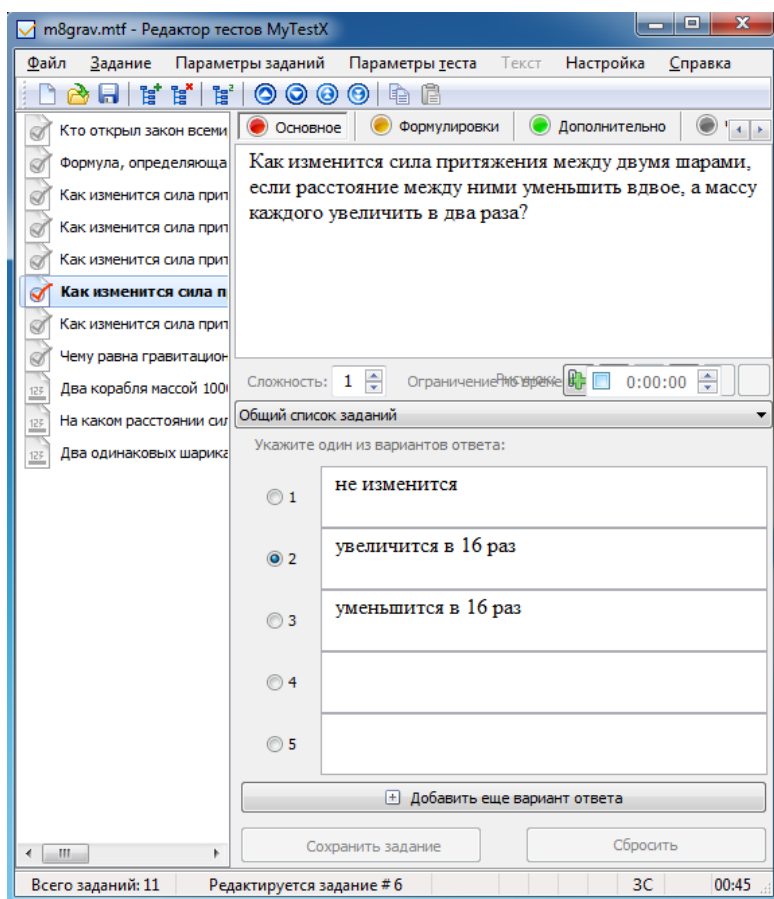 m8grav.mtf - Редактор тестов MyTestX
Файл Задание Параметры заданий Параметры теста Текст Настройка Справка
Основное Формулировки Дополнительно
Кто открыл закон всеми
Формула, определяюща
Как изменится сила прит
Как изменится сила прит
Как изменится сила прит
Как изменится сила п
Как изменится сила прит
Чему равна гравитацион
Два корабля массой 100
На каком расстоянии сил
Два одинаковых шарика
Как изменится сила притяжения между двумя шарами,
если расстояние между ними уменьшить вдвое, а массу
каждого увеличить в два раза?
Сложность: 1 Ограничение по времени 0:00:00
Общий список заданий
Укажите один из вариантов ответа:
1 не изменится
2 увеличится в 16 раз
3 уменьшится в 16 раз
4
5
Добавить еще вариант ответа
Сохранить задание Сбросить
Всего заданий: 11 Редактируется задание # 6 ЗС 00:45